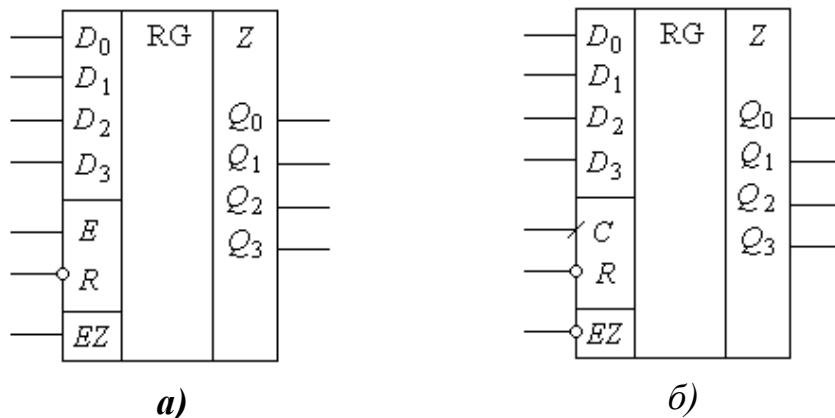 D0 RG Z
D1
D2 Q0
D3 Q1
Q2
E Q3
R
EZ
а)
D0 RG Z
D1
D2 Q0
D3 Q1
Q2
C Q3
R
EZ
б)